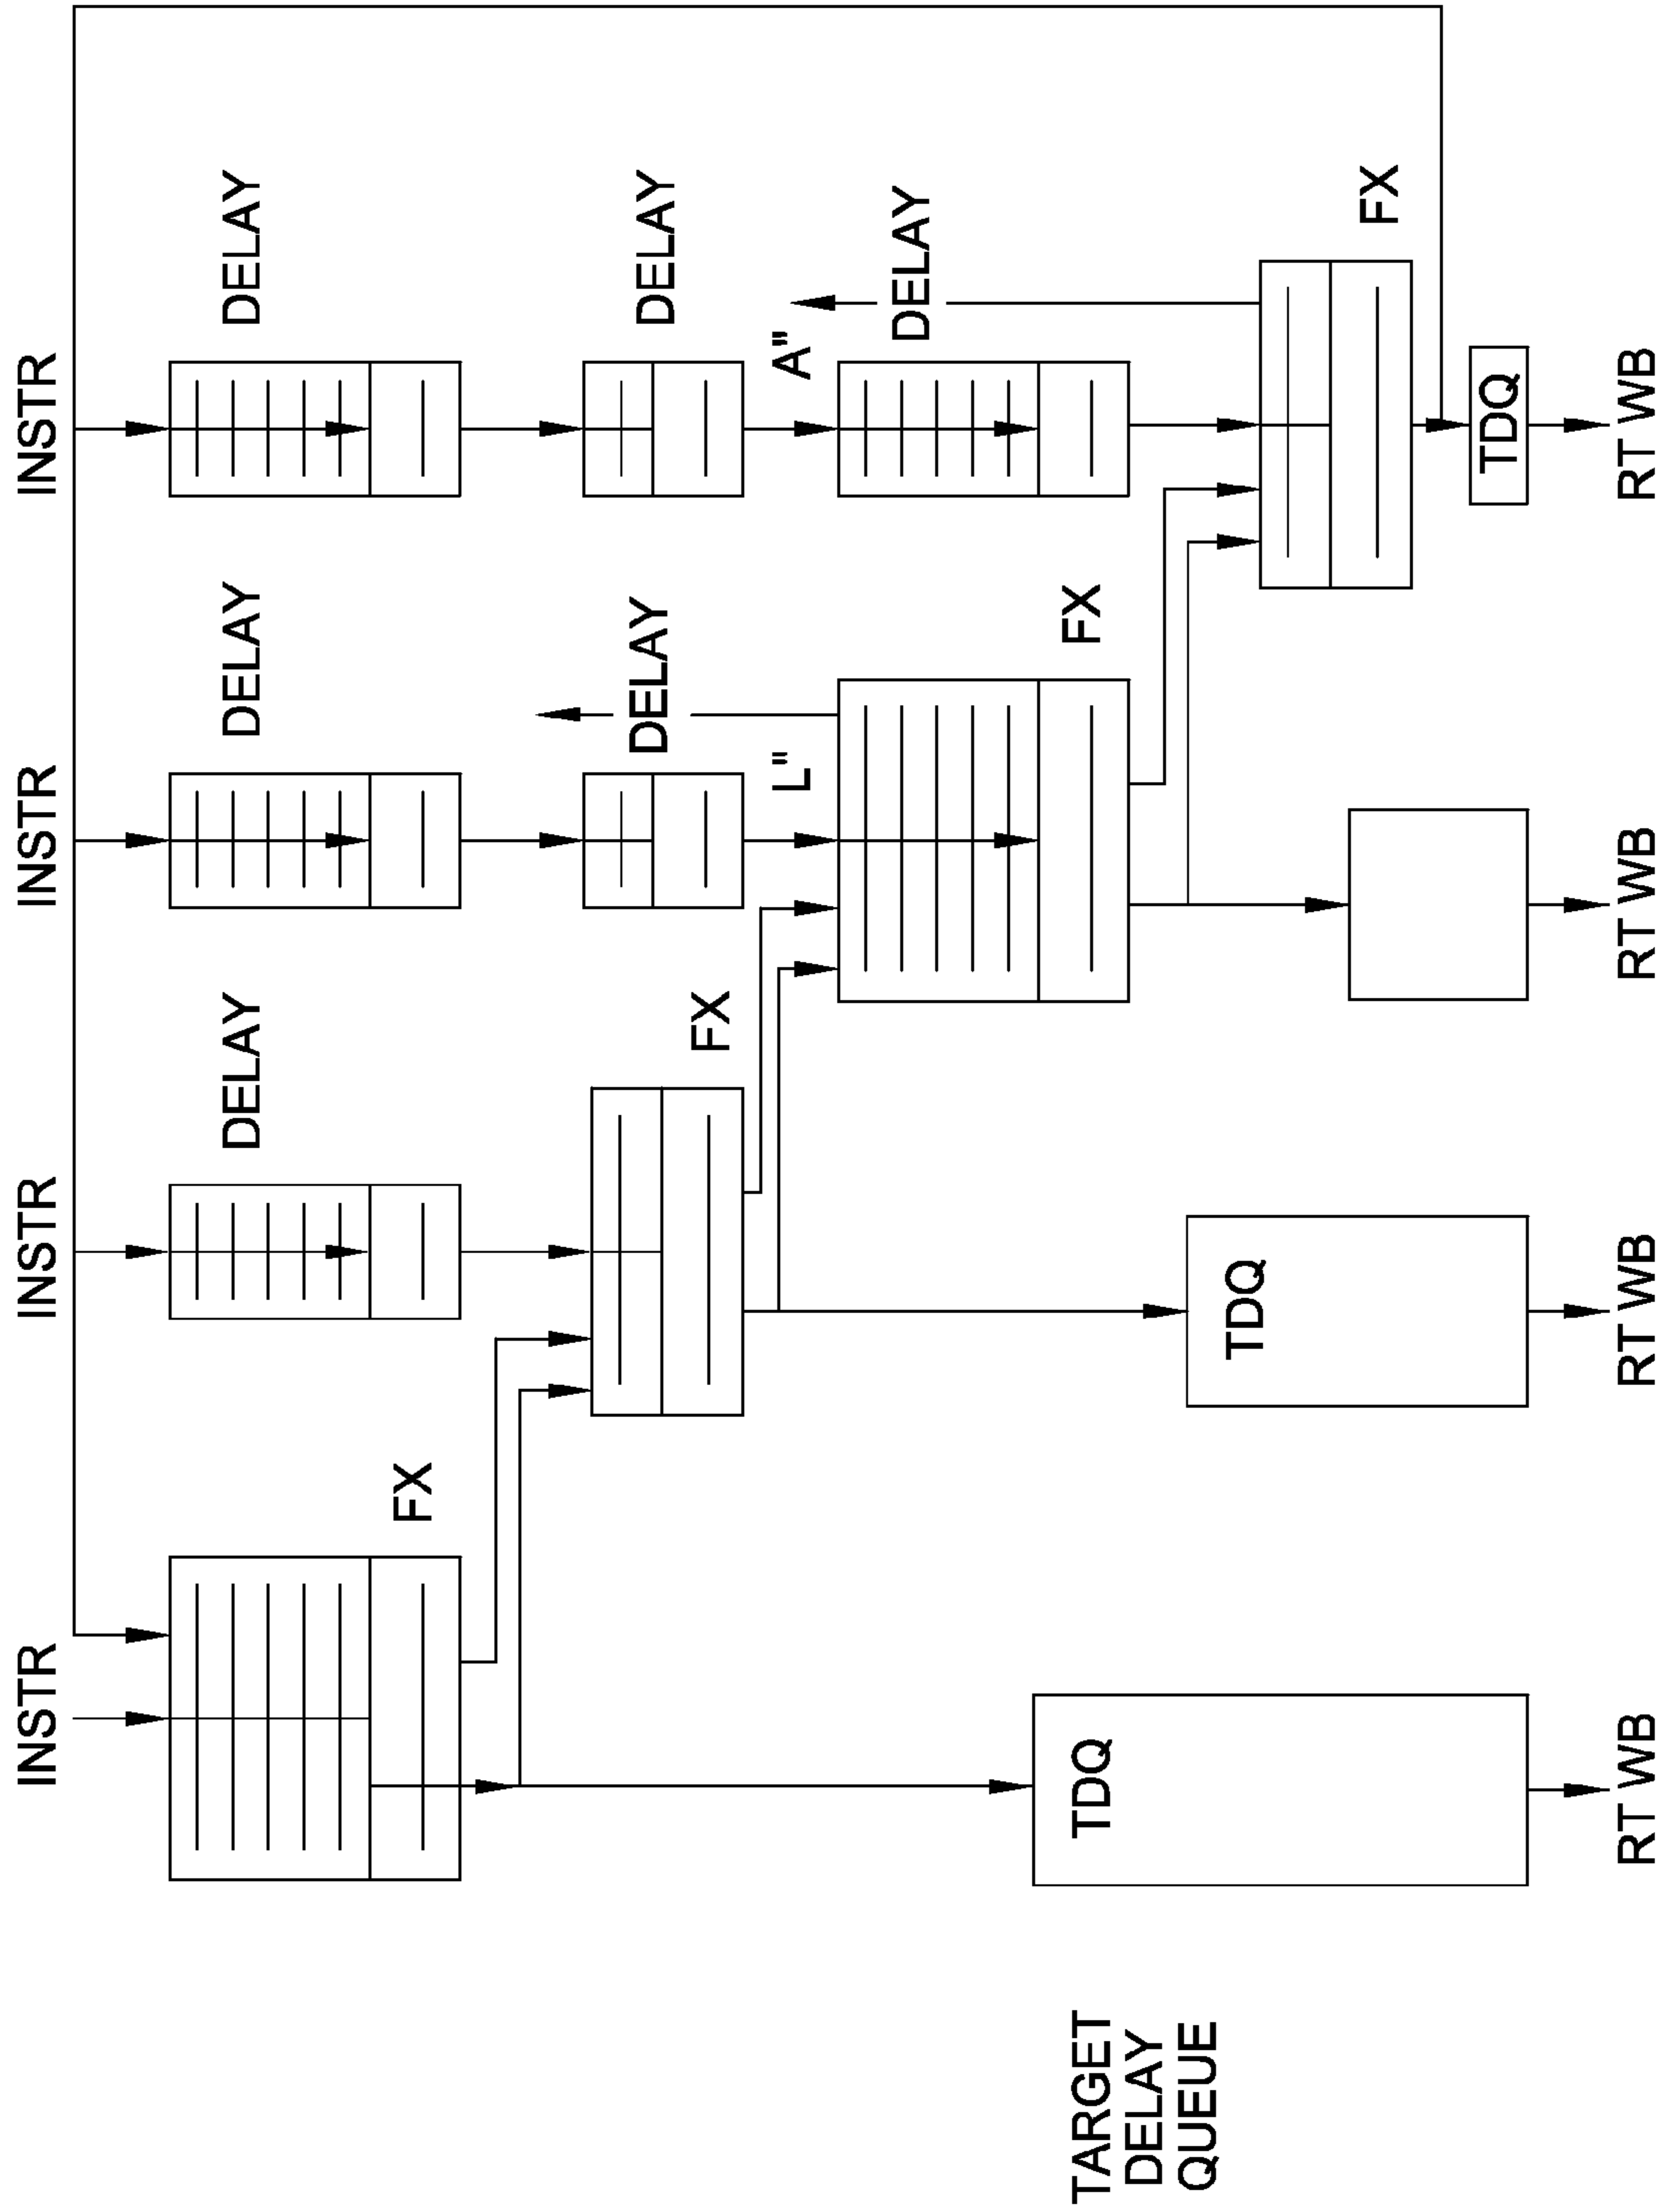 INSTR
INSTR
INSTR
INSTR
DELAY
DELAY
DELAY
FX
DELAY
DELAY
FX
L"
A"
DELAY
FX
TARGET
DELAY
QUEUE
TDQ
TDQ
FX
TDQ
RT WB
RT WB
RT WB
RT WB